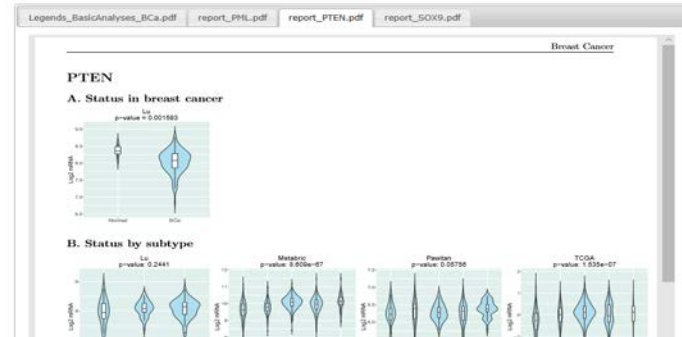 Legends_BasicAnalyses_BCa.pdf report_PML.pdf report_PTEN.pdf report_SOX9.pdf
Breast Cancer
PTEN
A. Status in breast cancer
Lu
p-value = 0.001583
Log2 mRNA
Normal BCa
B. Status by subtype
Lu Metabric Pawitan TCGA
p-value: 0.2441 p-value: 8.609e-67 p-value: 0.06756 p-value: 1.535e-07
Log2 mRNA Log2 mRNA Log2 mRNA Log2 mRNA